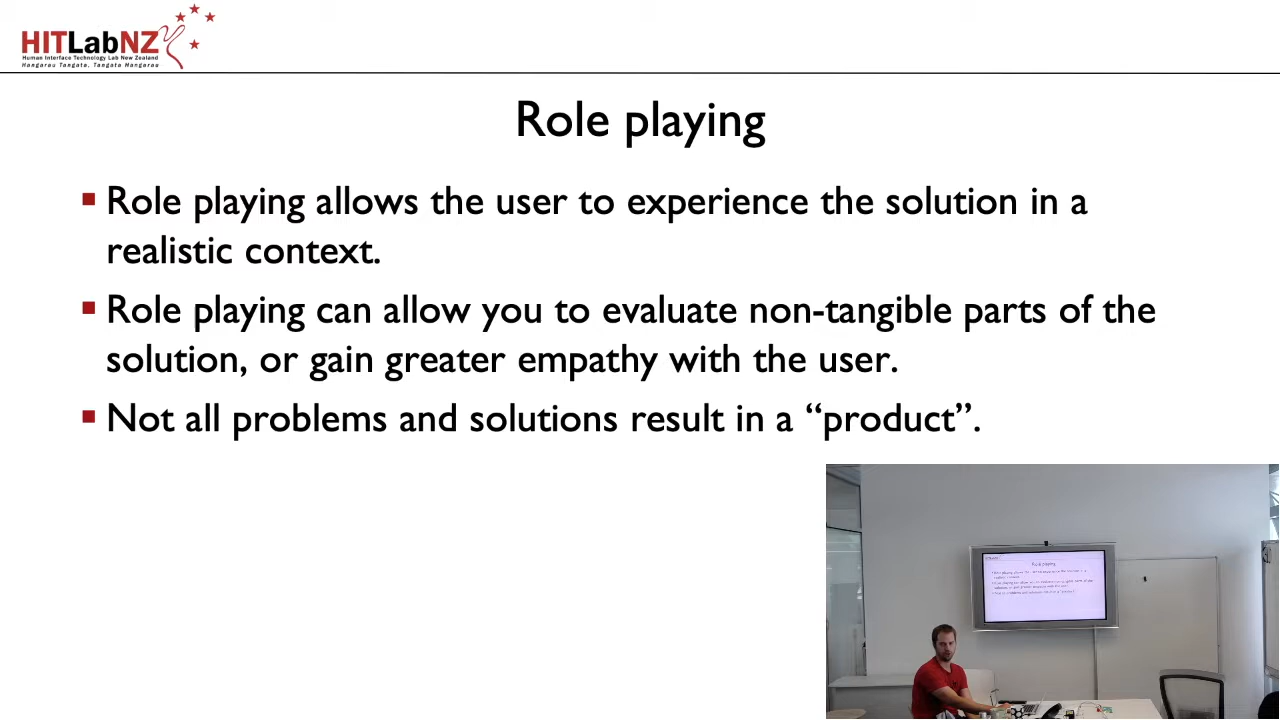 HITLabNZ
Human Interface Technology Lab New Zealand
Hangarau Tangata, Tangata Hangarau
Role playing
Role playing allows the user to experience the solution in a
realistic context.
Role playing can allow you to evaluate non-tangible parts of the
solution, or gain greater empathy with the user.
Not all problems and solutions result in a “product”.
Role playing